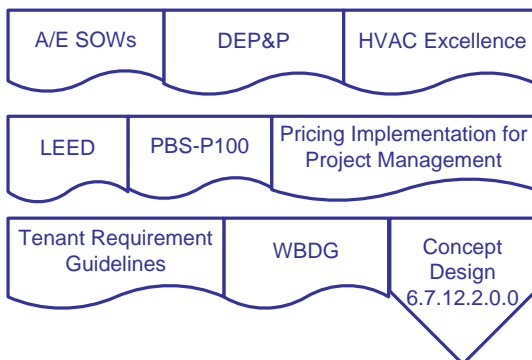 A/E SOWs
DEP&P
HVAC Excellence
LEED
PBS-P100
Pricing Implementation for
Project Management
Tenant Requirement
Guidelines
WBDG
Concept
Design
6.7.12.2.0.0